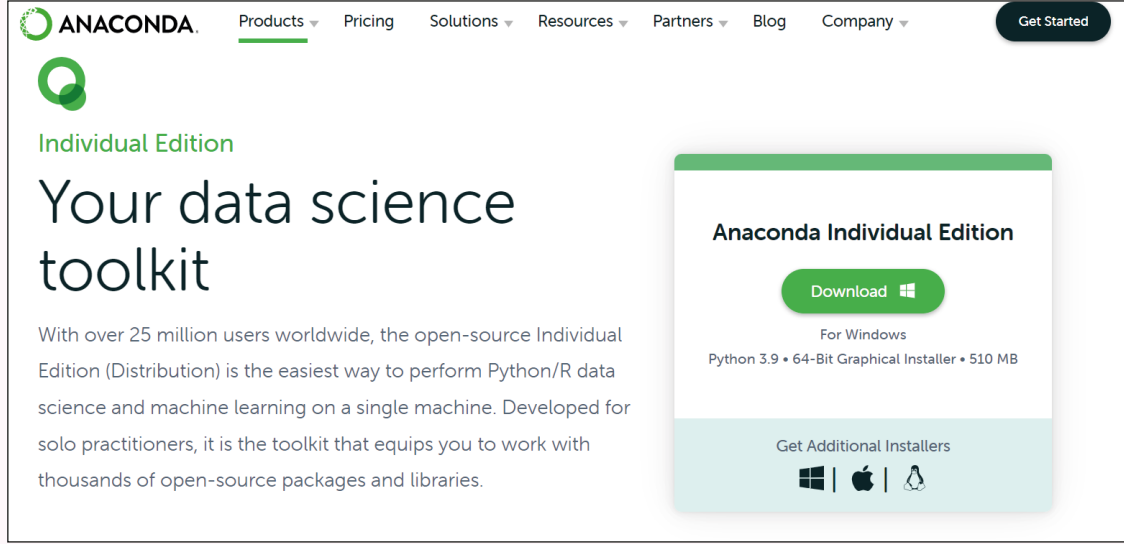 ANACONDA.
Products
Pricing
Solutions
Resources
Partners
Blog
Company
Get Started
Individual Edition
Your data science
toolkit
With over 25 million users worldwide, the open-source Individual
Edition (Distribution) is the easiest way to perform Python/R data
science and machine learning on a single machine. Developed for
solo practitioners, it is the toolkit that equips you to work with
thousands of open-source packages and libraries.
Anaconda Individual Edition
Download
For Windows
Python 3.9 • 64-Bit Graphical Installer • 510 MB
Get Additional Installers
| |